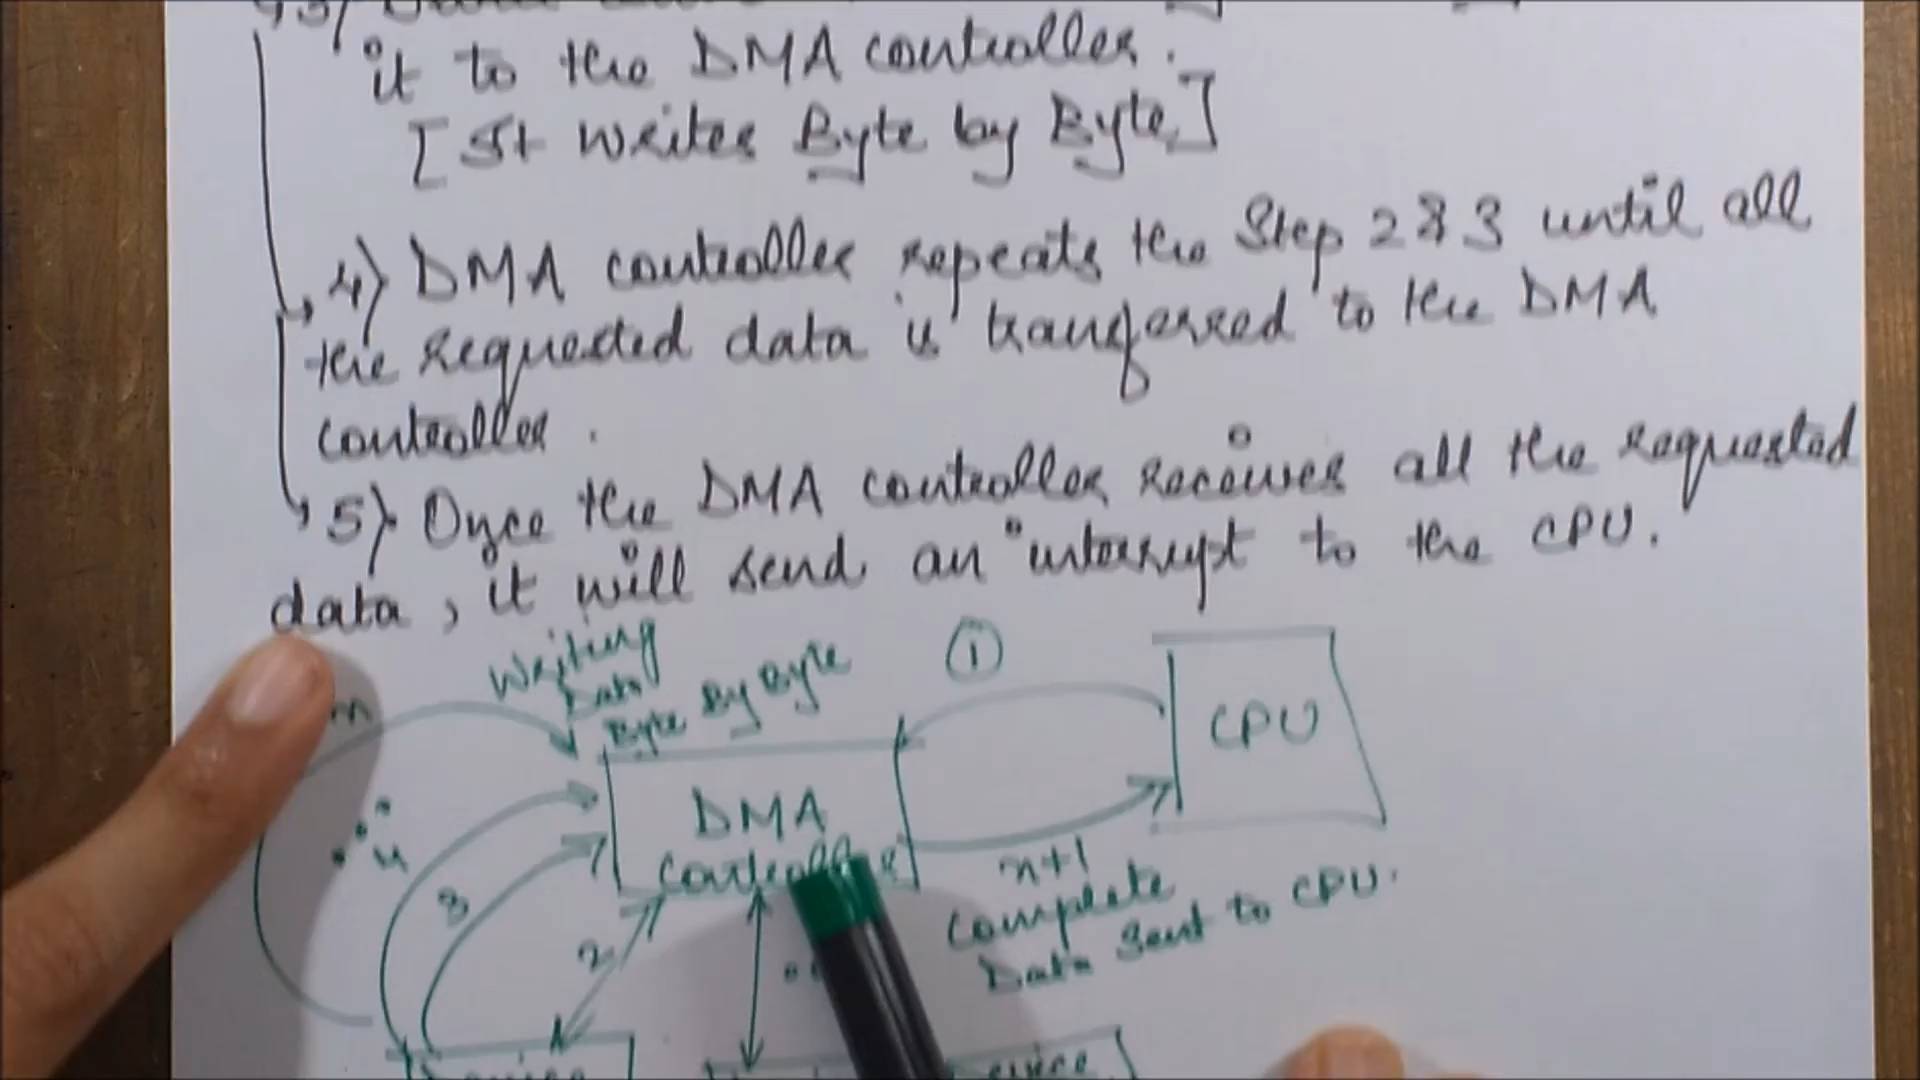 it to the DMA controller.
[It writes Byte by Byte]
4) DMA controller repeats the Step 2 & 3 until all
the requested data is transferred to the DMA
controller.
5) Once the DMA controller receives all the requested
data, it will send an interrupt to the CPU.
Writing
Data
Byte By Byte
1
CPU
n
DMA
Controller
4
3
2
n+1
Complete
Data Sent to CPU.